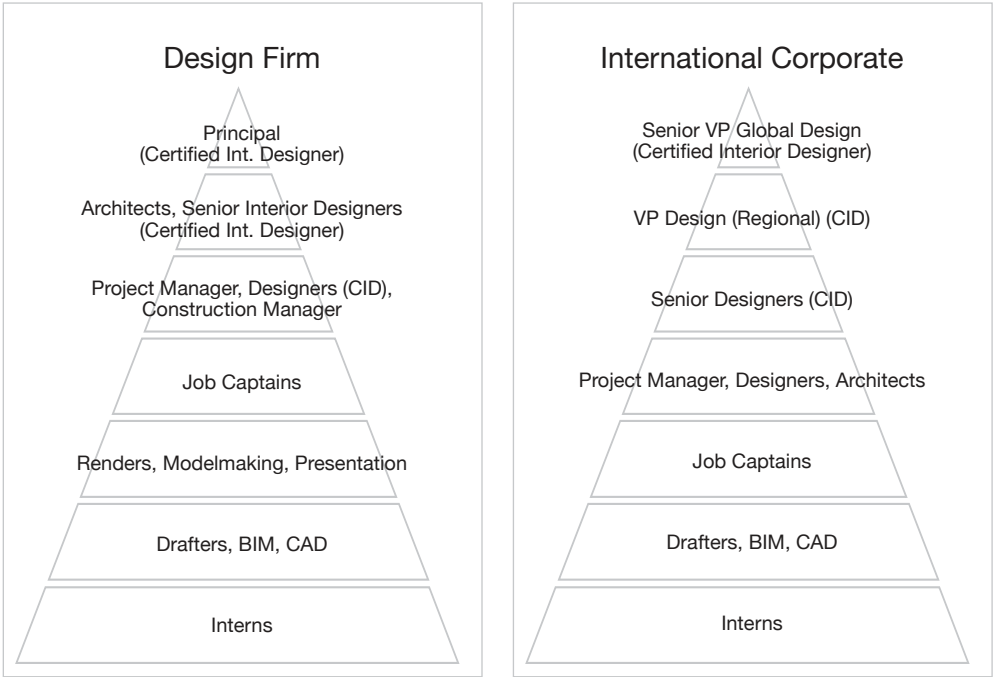 Design Firm
Principal
(Certified Int. Designer)
Architects, Senior Interior Designers
(Certified Int. Designer)
Project Manager, Designers (CID),
Construction Manager
Job Captains
Renders, Modelmaking, Presentation
Drafters, BIM, CAD
Interns
International Corporate
Senior VP Global Design
(Certified Interior Designer)
VP Design (Regional) (CID)
Senior Designers (CID)
Project Manager, Designers, Architects
Job Captains
Drafters, BIM, CAD
Interns